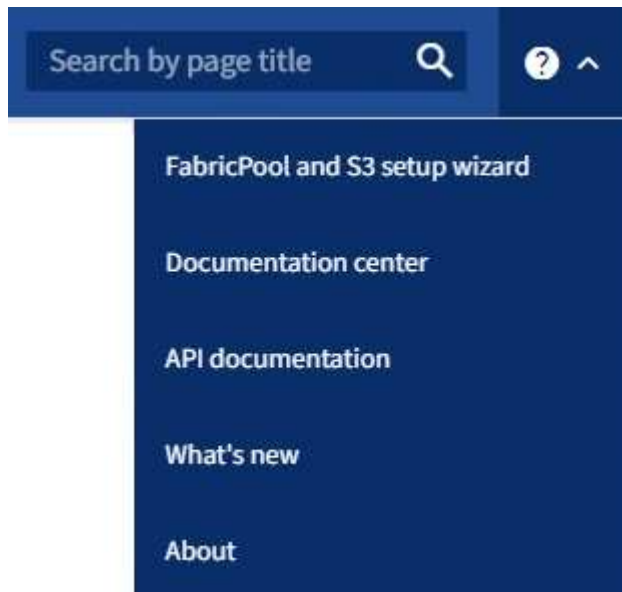 Search by page title
FabricPool and S3 setup wizard
Documentation center
API documentation
What's new
About